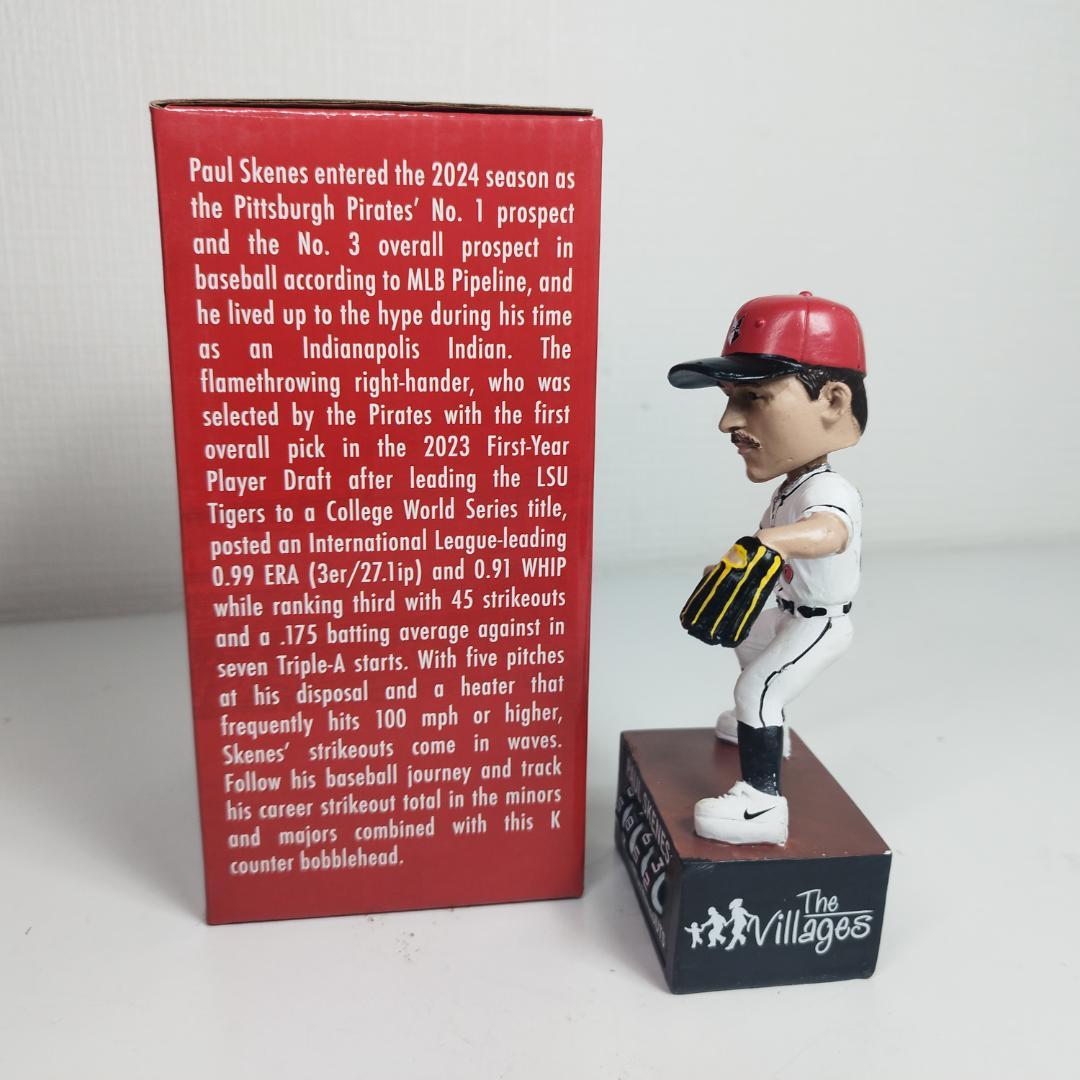 Paul Skenes entered the 2024 season as
the Pittsburgh Pirates’ No. 1 prospect
and the No. 3 overall prospect in
baseball according to MLB Pipeline, and
he lived up to the hype during his time
as an Indianapolis Indian. The
flamethrowing right-hander, who was
selected by the Pirates with the first
overall pick in the 2023 First-Year
Player Draft after leading the LSU
Tigers to a College World Series title,
posted an International League-leading
0.99 ERA (3er/27.1ip) and 0.91 WHIP
while ranking third with 45 strikeouts
and a .175 batting average against in
seven Triple-A starts. With five pitches
at his disposal and a heater that
frequently hits 100 mph or higher,
Skenes’ strikeouts come in waves.
Follow his baseball journey and track
his career strikeout total in the minors
and majors combined with this K
counter bobblehead.
PAUL SKENES
The
Villages